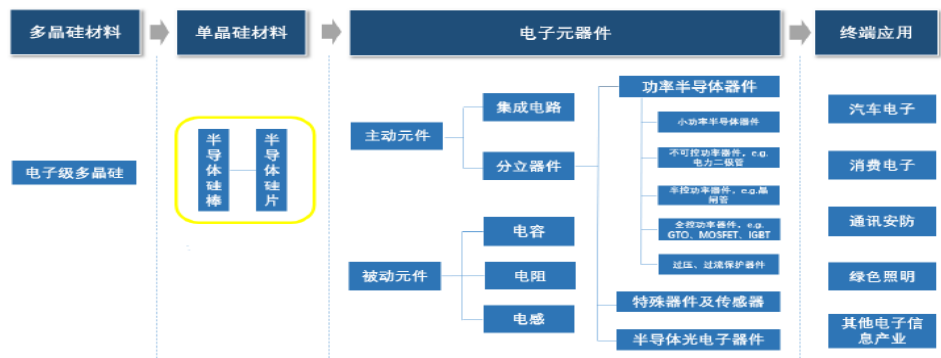 多晶硅材料
单晶硅材料
电子元器件
终端应用
电子级多晶硅
半导体硅棒
半导体硅片
主动元件
集成电路
分立器件
功率半导体器件
小功率半导体器件
不可控功率器件，e.g.
电力二极管
半控功率器件，e.g.晶
闸管
全控功率器件，e.g.
GTO、MOSFET、IGBT
过压、过流保护器件
特殊器件及传感器
半导体光电子器件
被动元件
电容
电阻
电感
汽车电子
消费电子
通讯安防
绿色照明
其他电子信
息产业